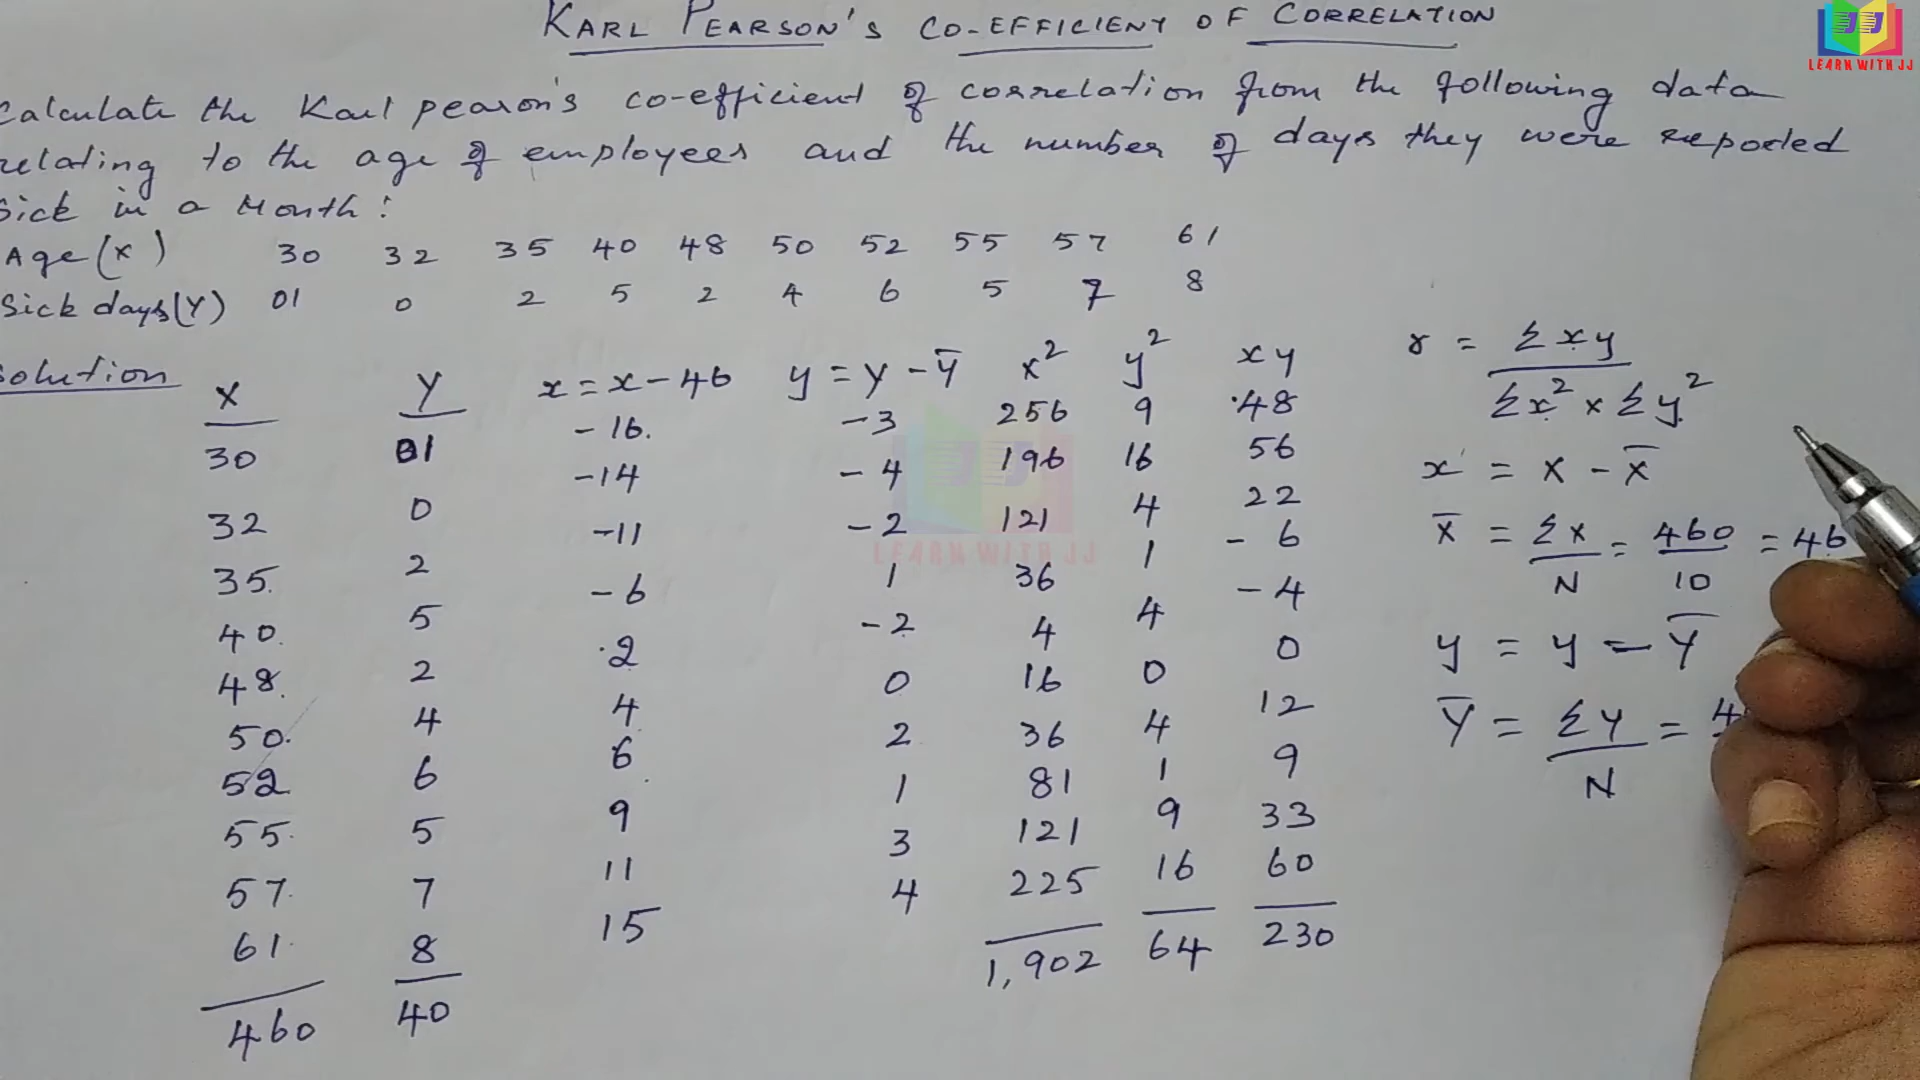 KARL PEARSON'S CO-EFFICIENT OF CORRELATION
LEARN WITH JJ
Calculate the Karl pearon's co-efficient of correlation from the following data
relating to the age of employees and the number of days they were reported
Sick in a Month:
Age (X) 30 32 35 40 48 50 52 55 57 61
Sick days (Y) 01 0 2 5 2 4 6 5 7 8
Solution
X Y x = x - 46 y = Y - Y̅ x² y² xy
30 01 -16. -3 256 9 48
32 0 -14 -4 196 16 56
35. 2 -11 -2 121 4 22
40. 5 -6 1 36 1 -6
48. 2 2 -2 4 4 -4
50. 4 4 0 16 0 0
52 6 6 2 36 4 12
55. 5 9 1 81 1 9
57. 7 11 3 121 9 33
61. 8 15 4 225 16 60
460 40 1,902 64 230
r = Σxy / Σx² × Σy²
x = X - X̅
X̅ = Σx / N = 460 / 10 = 46
y = y - Y̅
Y̅ = ΣY / N = 4
LEARN WITH JJ